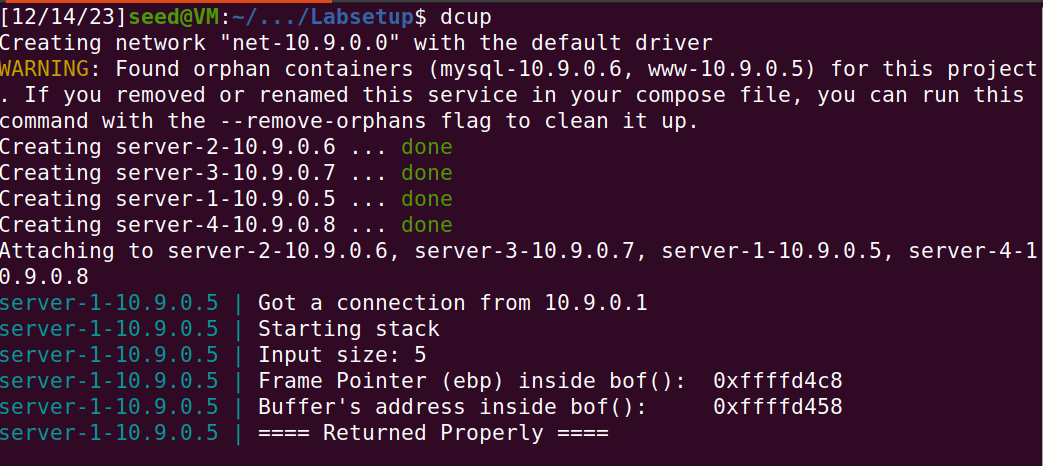 [12/14/23]seed@VM:~/.../Labsetup$ dcup
Creating network "net-10.9.0.0" with the default driver
WARNING: Found orphan containers (mysql-10.9.0.6, www-10.9.0.5) for this project
. If you removed or renamed this service in your compose file, you can run this
command with the --remove-orphans flag to clean it up.
Creating server-2-10.9.0.6 ... done
Creating server-3-10.9.0.7 ... done
Creating server-1-10.9.0.5 ... done
Creating server-4-10.9.0.8 ... done
Attaching to server-2-10.9.0.6, server-3-10.9.0.7, server-1-10.9.0.5, server-4-1
0.9.0.8
server-1-10.9.0.5 | Got a connection from 10.9.0.1
server-1-10.9.0.5 | Starting stack
server-1-10.9.0.5 | Input size: 5
server-1-10.9.0.5 | Frame Pointer (ebp) inside bof():  0xffffd4c8
server-1-10.9.0.5 | Buffer's address inside bof():     0xffffd458
server-1-10.9.0.5 | ==== Returned Properly ====